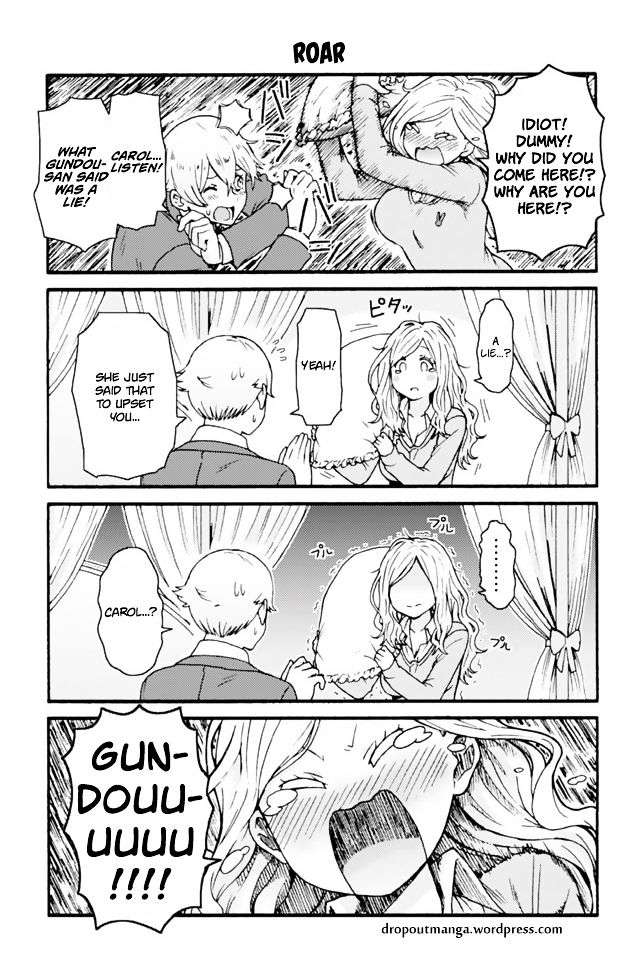 ROAR
IDIOT!
DUMMY!
WHY DID YOU
COME HERE!?
WHY ARE YOU
HERE!?
CAROL...
LISTEN!
WHAT
GUNDOU-
SAN SAID
WAS A
LIE!
A
LIE...?
ピタッ
YEAH!
SHE JUST
SAID THAT
TO UPSET
YOU...
........
プル
プル
プル
CAROL...?
GUN-
DOUU-
UUUUU
!!!!
dropoutmanga.wordpress.com